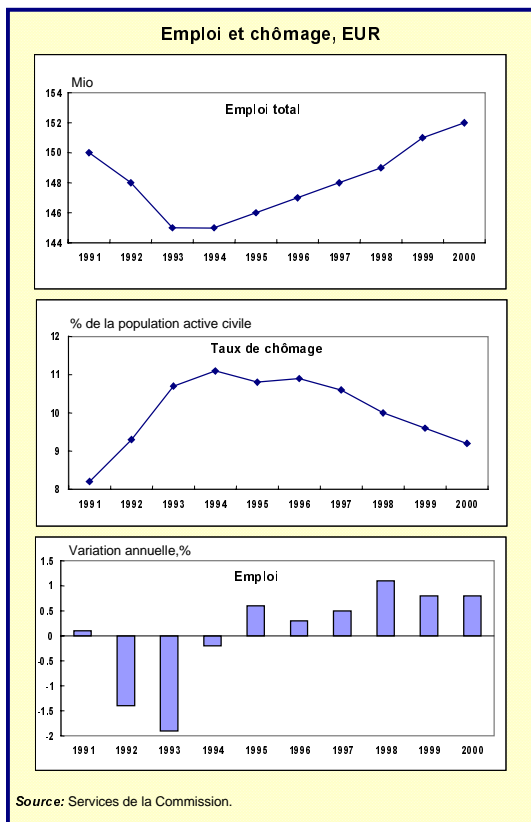 Emploi et chômage, EUR
Mio
Emploi total
154
152
150
148
146
144
1991 1992 1993 1994 1995 1996 1997 1998 1999 2000
% de la population active civile
Taux de chômage
12
11
10
9
8
1991 1992 1993 1994 1995 1996 1997 1998 1999 2000
Variation annuelle,%
Emploi
1.5
1
0.5
0
-0.5
-1
-1.5
-2
1991 1992 1993 1994 1995 1996 1997 1998 1999 2000
Source: Services de la Commission.